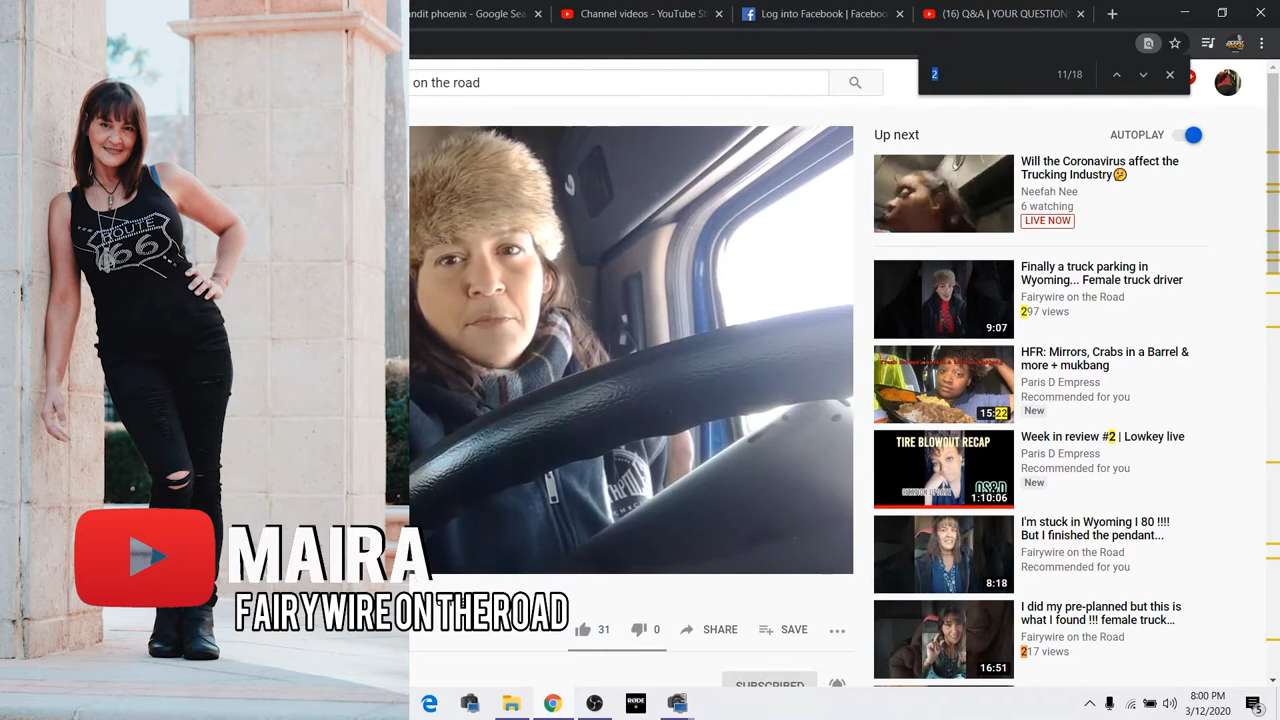 andit phoenix - Google Sea
Channel videos - YouTube S
Log into Facebook | Faceboo
(16) Q&A | YOUR QUESTION
on the road
2
11/18
Up next
AUTOPLAY
Will the Coronavirus affect the
Trucking Industry
Neefah Nee
6 watching
LIVE NOW
Finally a truck parking in
Wyoming... Female truck driver
Fairywire on the Road
297 views
9:07
HFR: Mirrors, Crabs in a Barrel &
more + mukbang
Paris D Empress
Recommended for you
New
15:22
TIRE BLOWOUT RECAP
CITATION UPDATE
QS&D
1:10:06
Week in review #2 | Lowkey live
Paris D Empress
Recommended for you
New
I'm stuck in Wyoming I 80 !!!!
But I finished the pendant...
Fairywire on the Road
Recommended for you
8:18
I did my pre-planned but this is
what I found !!! female truck...
Fairywire on the Road
217 views
16:51
ROUTE
66
MAIRA
FAIRYWIRE ON THE ROAD
31
0
SHARE
SAVE
SUBSCRIBED
RØDE
8:00 PM
3/12/2020
5